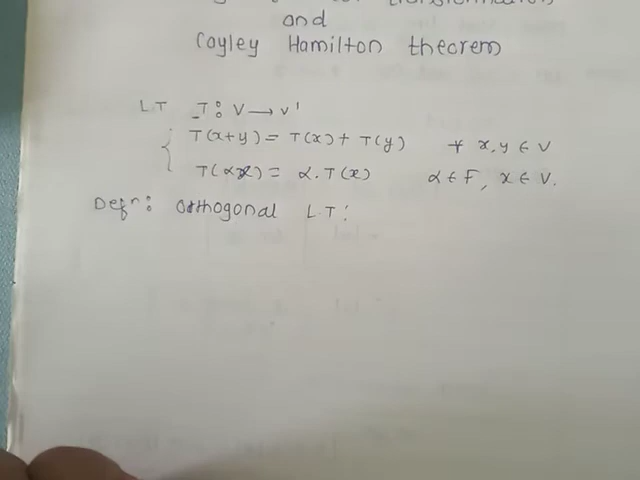 and
Cayley Hamilton theorem
LT T: V → V'
T(x+y) = T(x) + T(y) ∀ x, y ∈ V
T(αx) = α.T(x) α ∈ F, x ∈ V.
Defn: Orthogonal LT: